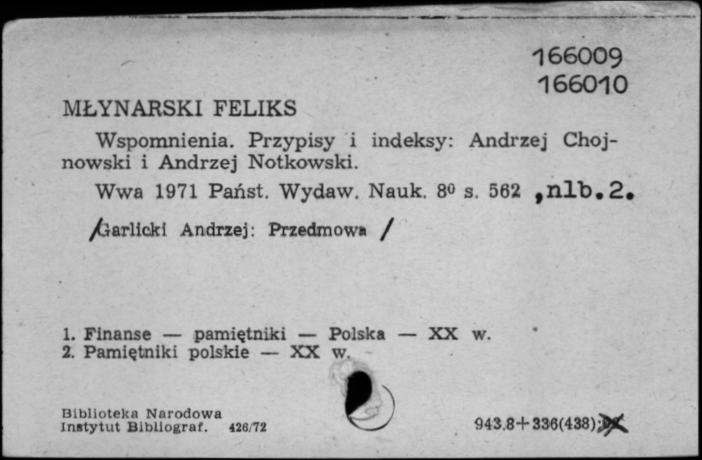 166009
166010
MŁYNARSKI FELIKS
Wspomnienia. Przypisy i indeksy: Andrzej Choj-
nowski i Andrzej Notkowski.
Wwa 1971 Państ. Wydaw. Nauk. 8⁰ s. 562 ,nlb.2.
/Garlicki Andrzej: Przedmowa /
1. Finanse — pamiętniki — Polska — XX w.
2. Pamiętniki polskie — XX w.
Biblioteka Narodowa
Instytut Bibliograf. 426/72
943.8+336(438);